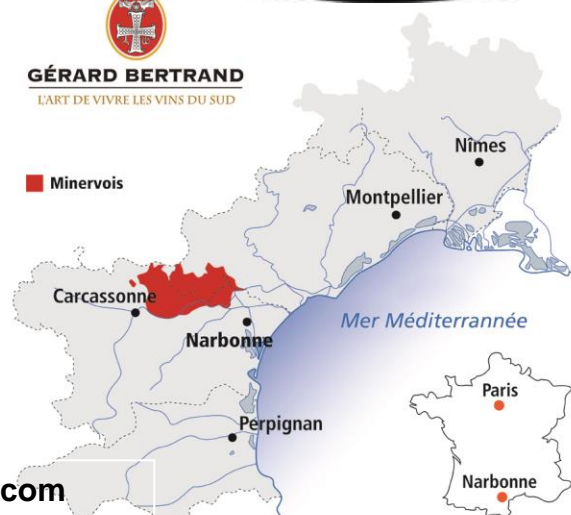 GÉRARD BERTRAND
L'ART DE VIVRE LES VINS DU SUD
Minervois
Nîmes
Montpellier
Carcassonne
Narbonne
Mer Méditerrannée
Paris
Perpignan
Narbonne
com